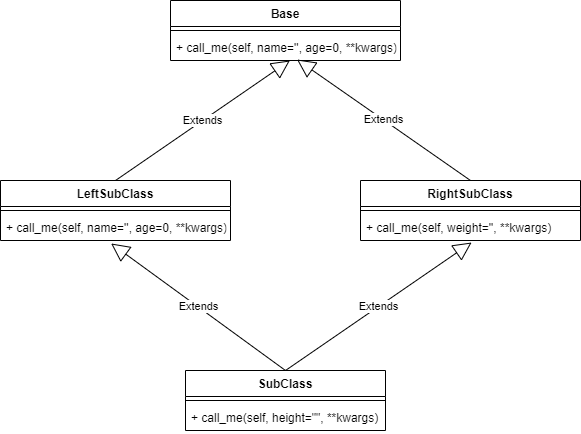 Base
+ call_me(self, name='', age=0, **kwargs)
Extends
Extends
LeftSubClass
+ call_me(self, name='', age=0, **kwargs)
RightSubClass
+ call_me(self, weight='', **kwargs)
Extends
Extends
SubClass
+ call_me(self, height="", **kwargs)